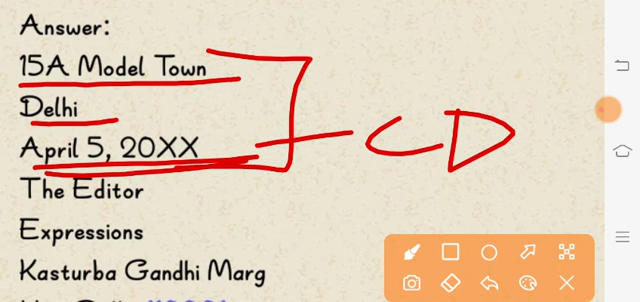 Answer:
15A Model Town
Delhi
April 5, 20XX
CD
The Editor
Expressions
Kasturba Gandhi Marg